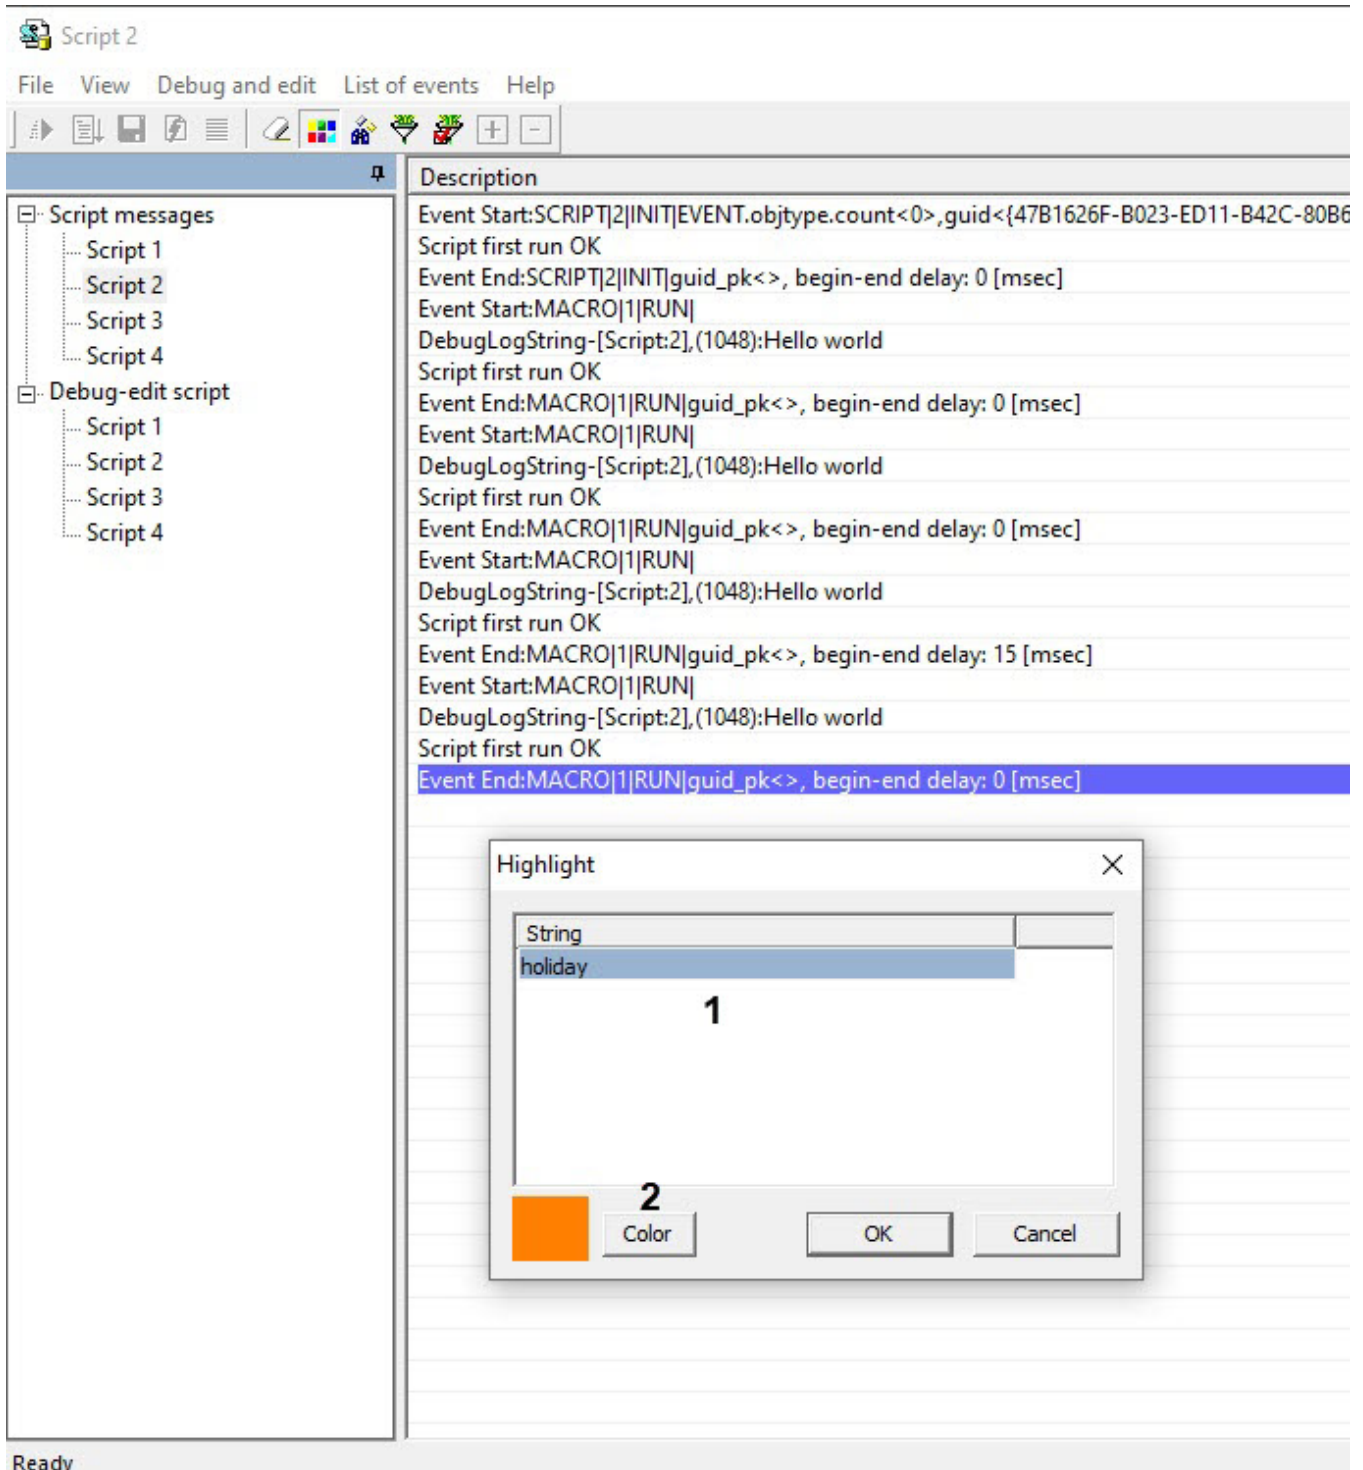 Script 2
File View Debug and edit List of events Help
Description
Script messages
Script 1
Script 2
Script 3
Script 4
Debug-edit script
Script 1
Script 2
Script 3
Script 4
Event Start:SCRIPT|2|INIT|EVENT.objtype.count<0>,guid<{47B1626F-B023-ED11-B42C-80B6
Script first run OK
Event End:SCRIPT|2|INIT|guid_pk<>, begin-end delay: 0 [msec]
Event Start:MACRO|1|RUN|
DebugLogString-[Script:2],(1048):Hello world
Script first run OK
Event End:MACRO|1|RUN|guid_pk<>, begin-end delay: 0 [msec]
Event Start:MACRO|1|RUN|
DebugLogString-[Script:2],(1048):Hello world
Script first run OK
Event End:MACRO|1|RUN|guid_pk<>, begin-end delay: 0 [msec]
Event Start:MACRO|1|RUN|
DebugLogString-[Script:2],(1048):Hello world
Script first run OK
Event End:MACRO|1|RUN|guid_pk<>, begin-end delay: 15 [msec]
Event Start:MACRO|1|RUN|
DebugLogString-[Script:2],(1048):Hello world
Script first run OK
Event End:MACRO|1|RUN|guid_pk<>, begin-end delay: 0 [msec]
Highlight
String
holiday
1
2
Color OK Cancel
Ready